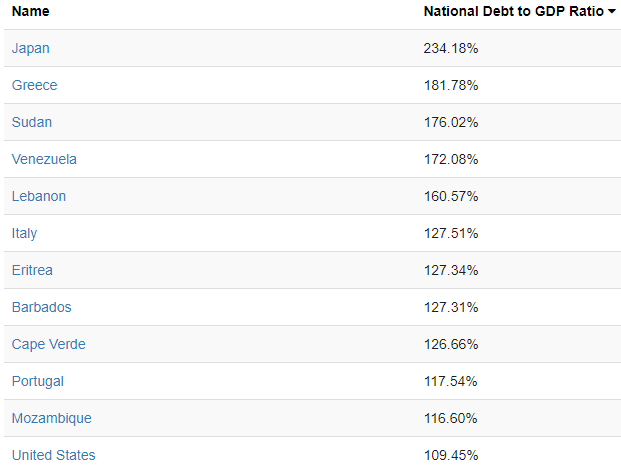 Name National Debt to GDP Ratio
Japan 234.18%
Greece 181.78%
Sudan 176.02%
Venezuela 172.08%
Lebanon 160.57%
Italy 127.51%
Eritrea 127.34%
Barbados 127.31%
Cape Verde 126.66%
Portugal 117.54%
Mozambique 116.60%
United States 109.45%